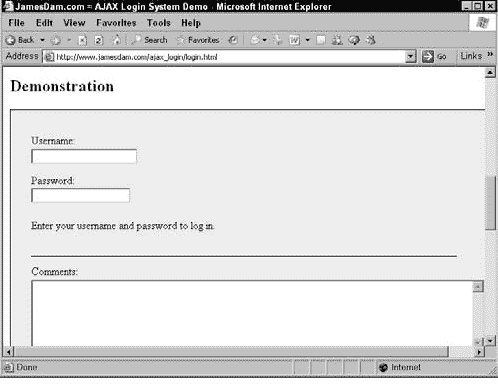 JamesDam.com = AJAX Login System Demo - Microsoft Internet Explorer
File Edit View Favorites Tools Help
Back Search Favorites
Address http://www.jamesdam.com/ajax_login/login.html Go Links »
Demonstration
Username:
Password:
Enter your username and password to log in.
Comments:
Done Internet